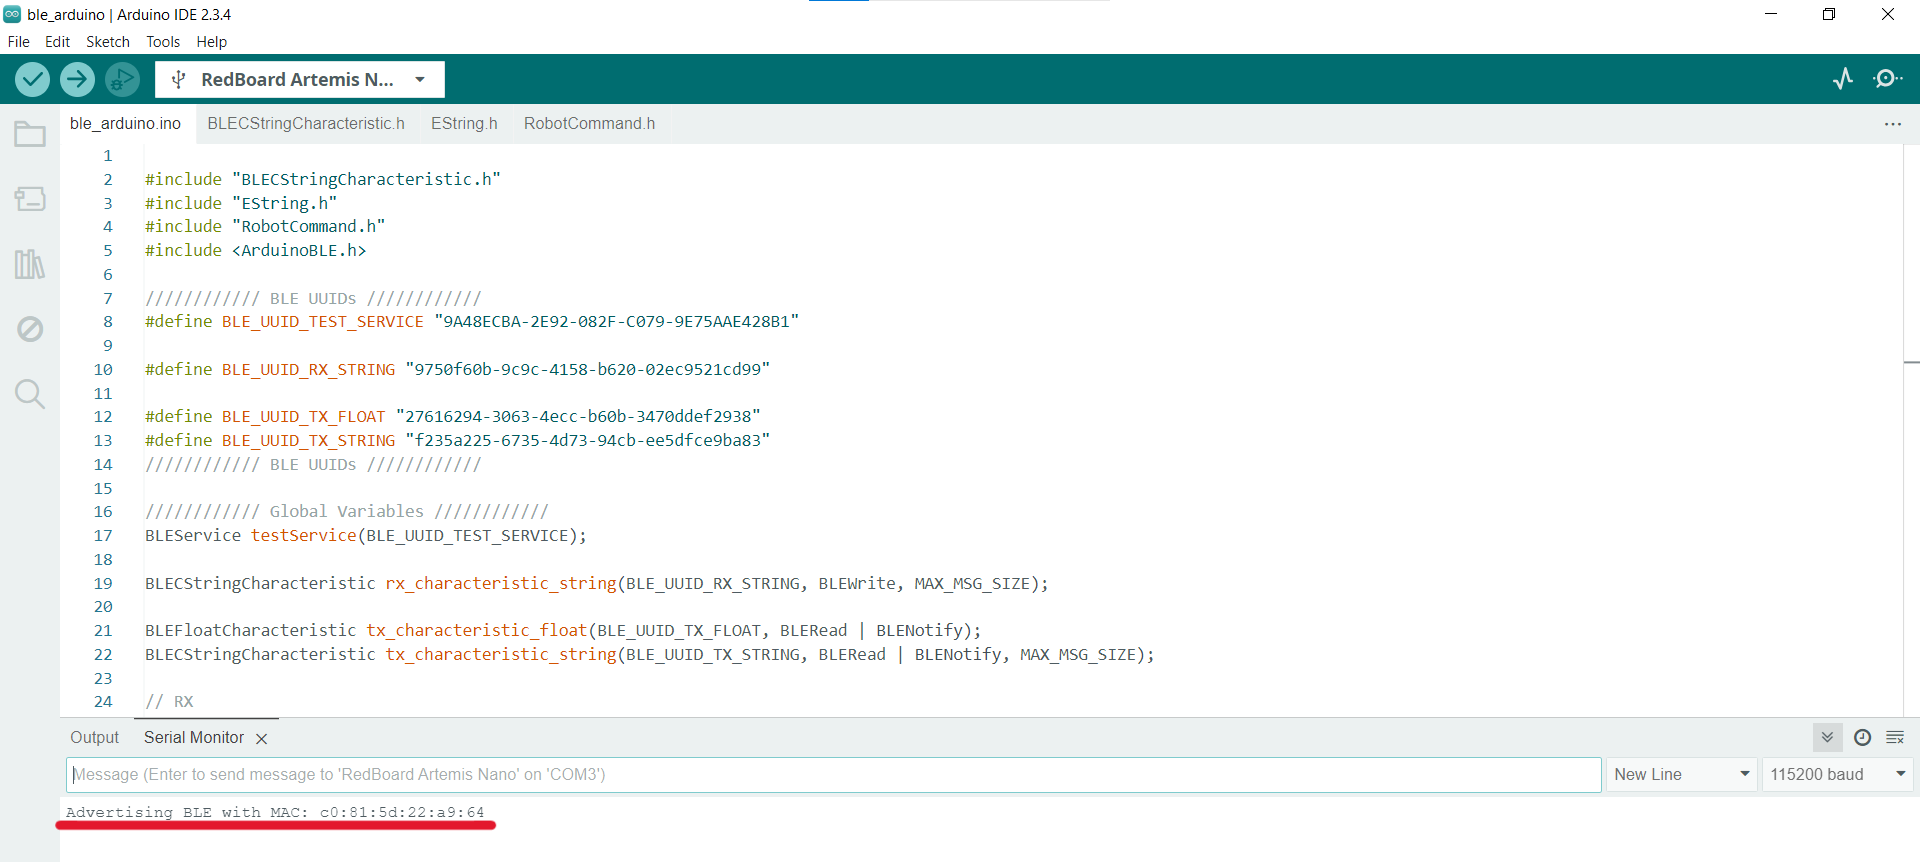 ble_arduino | Arduino IDE 2.3.4
File Edit Sketch Tools Help
RedBoard Artemis N...
ble_arduino.ino BLECStringCharacteristic.h EString.h RobotCommand.h
1
2 #include "BLECStringCharacteristic.h"
3 #include "EString.h"
4 #include "RobotCommand.h"
5 #include <ArduinoBLE.h>
6
7 //////////// BLE UUIDs ////////////
8 #define BLE_UUID_TEST_SERVICE "9A48ECBA-2E92-082F-C079-9E75AAE428B1"
9
10 #define BLE_UUID_RX_STRING "9750f60b-9c9c-4158-b620-02ec9521cd99"
11
12 #define BLE_UUID_TX_FLOAT "27616294-3063-4ecc-b60b-3470ddef2938"
13 #define BLE_UUID_TX_STRING "f235a225-6735-4d73-94cb-ee5dfce9ba83"
14 //////////// BLE UUIDs ////////////
15
16 //////////// Global Variables ////////////
17 BLEService testService(BLE_UUID_TEST_SERVICE);
18
19 BLECStringCharacteristic rx_characteristic_string(BLE_UUID_RX_STRING, BLEWrite, MAX_MSG_SIZE);
20
21 BLEFloatCharacteristic tx_characteristic_float(BLE_UUID_TX_FLOAT, BLERead | BLENotify);
22 BLECStringCharacteristic tx_characteristic_string(BLE_UUID_TX_STRING, BLERead | BLENotify, MAX_MSG_SIZE);
23
24 // RX
Output Serial Monitor
Message (Enter to send message to 'RedBoard Artemis Nano' on 'COM3') New Line 115200 baud
Advertising BLE with MAC: c0:81:5d:22:a9:64